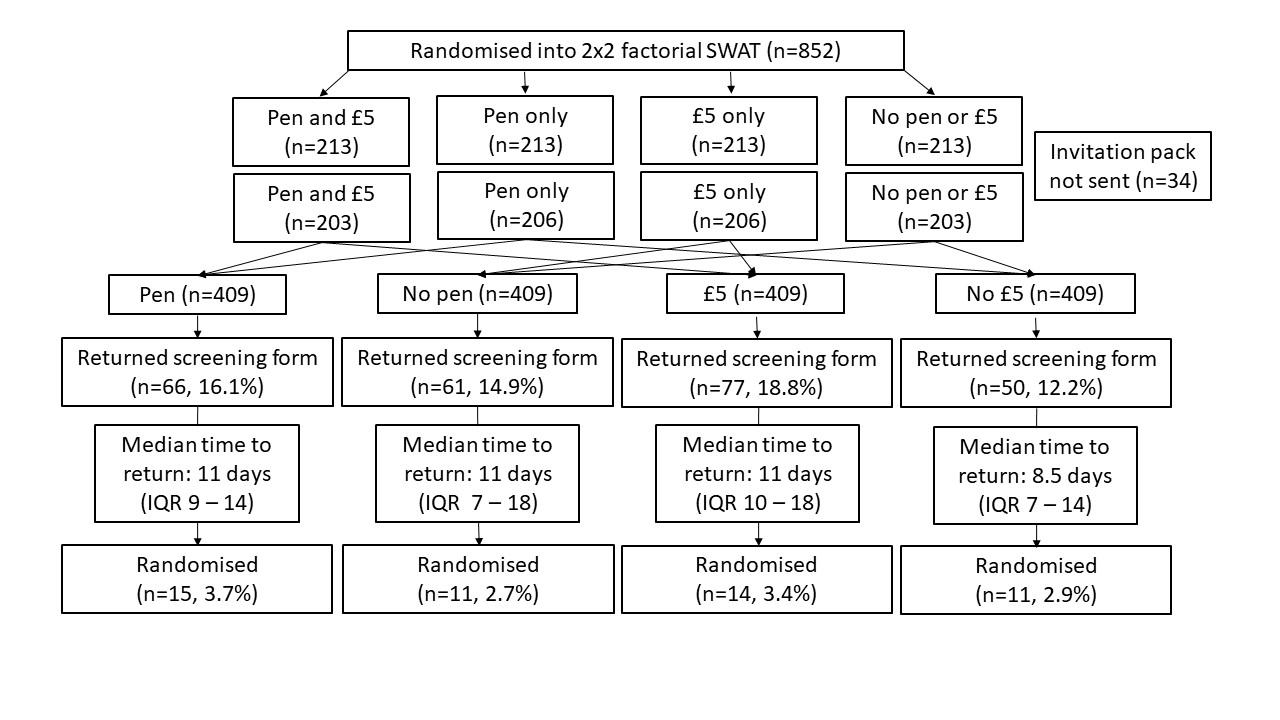 Randomised into 2x2 factorial SWAT (n=852)
Pen and £5
(n=213)
Pen only
(n=213)
£5 only
(n=213)
No pen or £5
(n=213)
Invitation pack
not sent (n=34)
Pen and £5
(n=203)
Pen only
(n=206)
£5 only
(n=206)
No pen or £5
(n=203)
Pen (n=409)
No pen (n=409)
£5 (n=409)
No £5 (n=409)
Returned screening form
(n=66, 16.1%)
Returned screening form
(n=61, 14.9%)
Returned screening form
(n=77, 18.8%)
Returned screening form
(n=50, 12.2%)
Median time to
return: 11 days
(IQR 9 – 14)
Median time to
return: 11 days
(IQR  7 – 18)
Median time to
return: 11 days
(IQR 10 – 18)
Median time to
return: 8.5 days
(IQR 7 – 14)
Randomised
(n=15, 3.7%)
Randomised
(n=11, 2.7%)
Randomised
(n=14, 3.4%)
Randomised
(n=11, 2.9%)